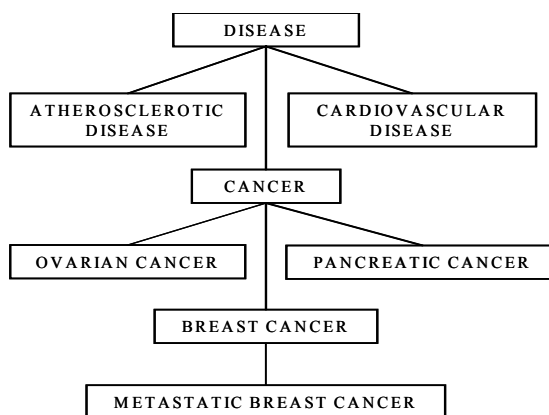 DISEASE
ATHEROSCLEROTIC
DISEASE
CARDIOVASCULAR
DISEASE
CANCER
OVARIAN CANCER
PANCREATIC CANCER
BREAST CANCER
METASTATIC BREAST CANCER